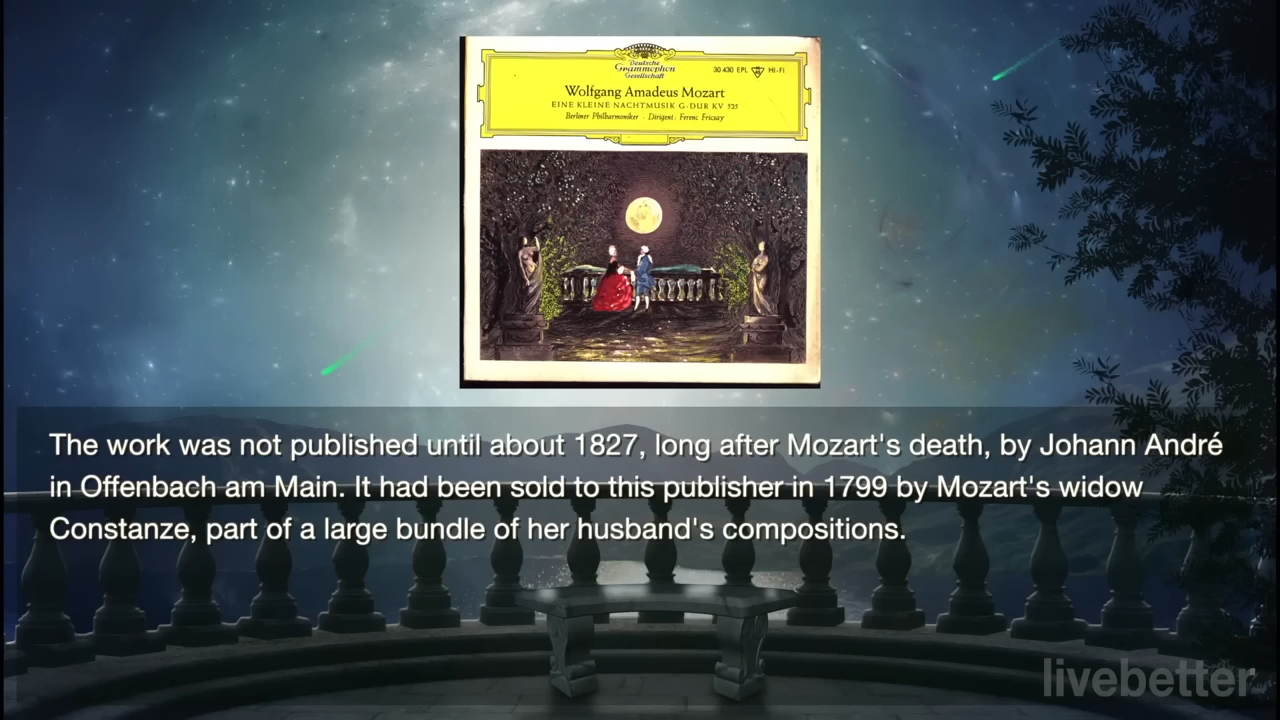 Deutsche
Grammophon
Gesellschaft
30 430 EPL HI-FI
Wolfgang Amadeus Mozart
EINE KLEINE NACHTMUSIK G-DUR KV 525
Berliner Philharmoniker · Dirigent: Ferenc Fricsay
The work was not published until about 1827, long after Mozart's death, by Johann André
in Offenbach am Main. It had been sold to this publisher in 1799 by Mozart's widow
Constanze, part of a large bundle of her husband's compositions.
livebetter